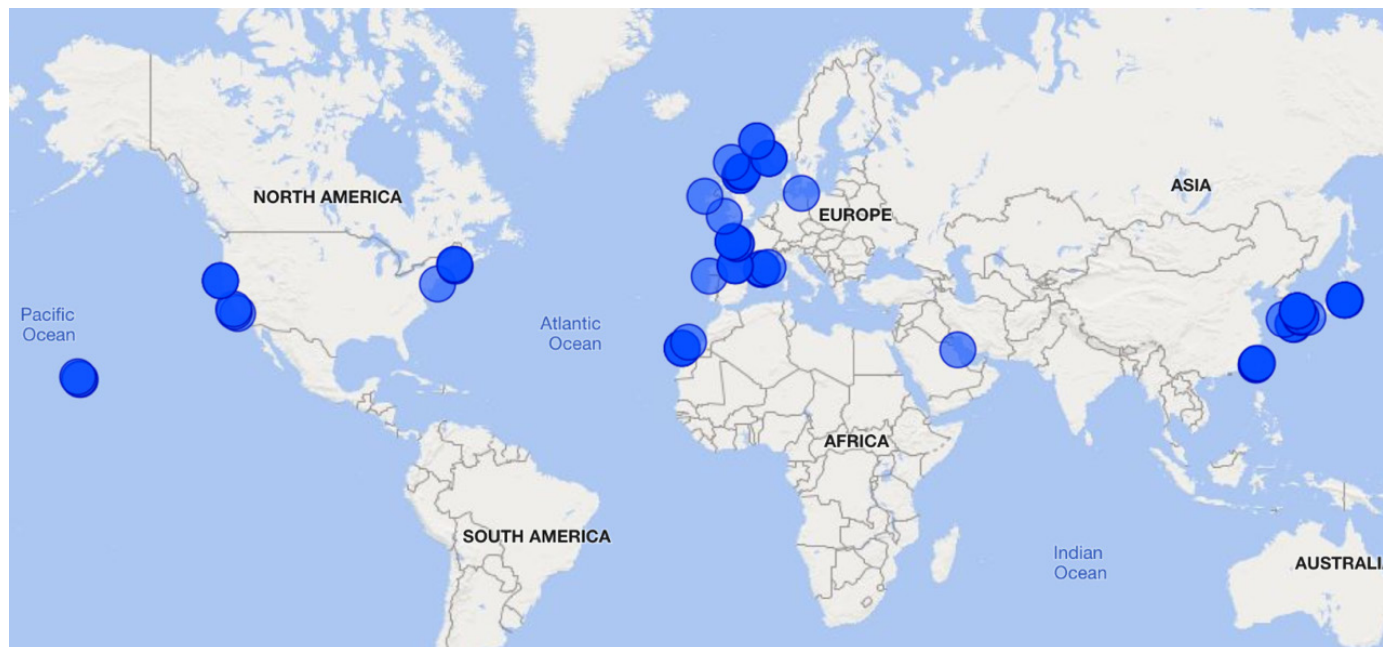 ASIA
NORTH AMERICA
EUROPE
Pacific
Ocean
Atlantic
Ocean
AFRICA
SOUTH AMERICA
Indian
Ocean
AUSTRALI